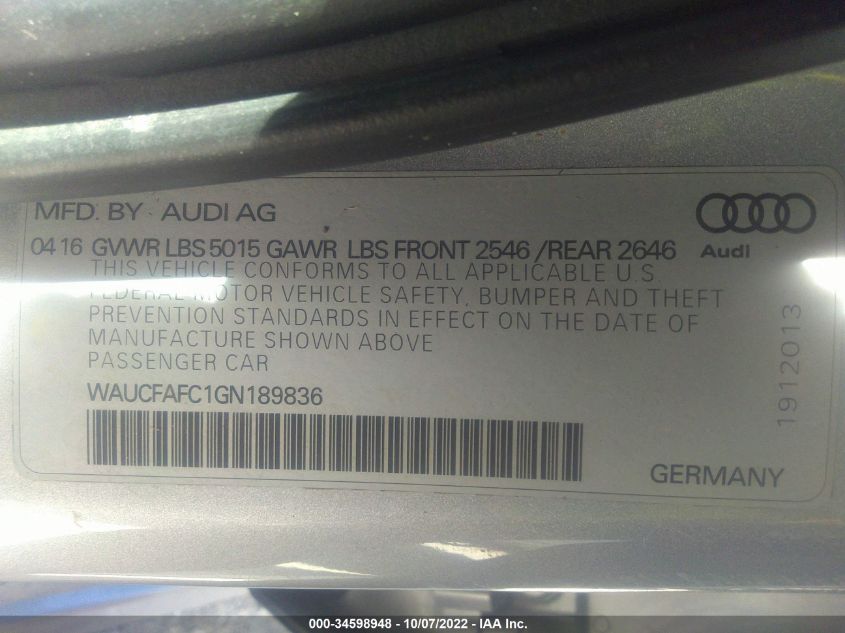 MFD. BY AUDI AG
04 16 GVWR LBS 5015 GAWR LBS FRONT 2546 /REAR 2646
Audi
THIS VEHICLE CONFORMS TO ALL APPLICABLE U.S.
FEDERAL MOTOR VEHICLE SAFETY, BUMPER AND THEFT
PREVENTION STANDARDS IN EFFECT ON THE DATE OF
MANUFACTURE SHOWN ABOVE
PASSENGER CAR
WAUCFAFC1GN189836
1912013
GERMANY
000-34598948 - 10/07/2022 - IAA Inc.